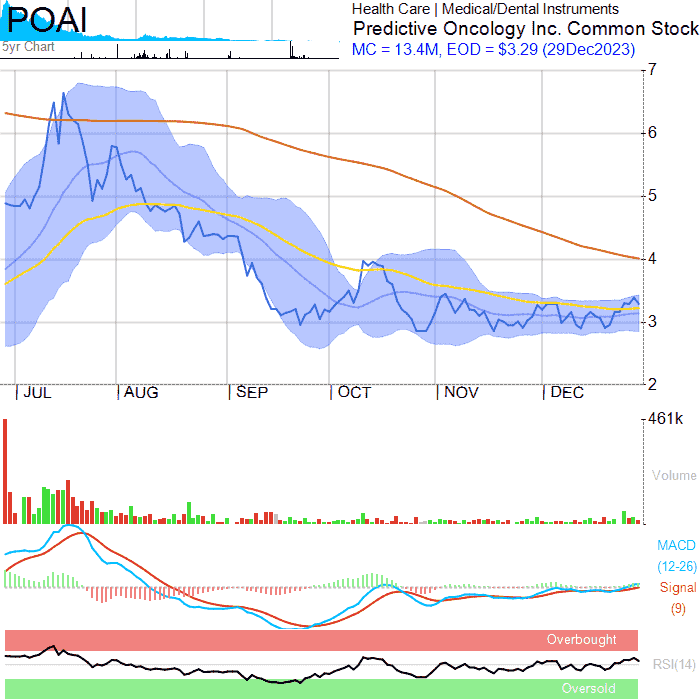 POAI
5yr Chart
Health Care | Medical/Dental Instruments
Predictive Oncology Inc. Common Stock
MC = 13.4M, EOD = $3.29 (29Dec2023)
7
6
5
4
3
2
JUL AUG SEP OCT NOV DEC
461k
Volume
MACD
(12-26)
Signal
(9)
Overbought
RSI(14)
Oversold